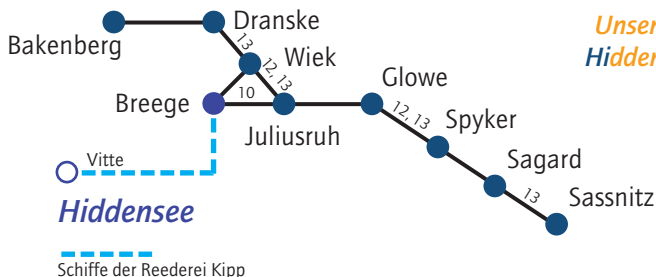 Dranske
Bakenberg
Unser
Hidden
13
Wiek
12, 13
Glowe
Breege
10
12, 13
Juliusruh
Spyker
Vitte
Sagard
13
Sassnitz
Hiddensee
Schiffe der Reederei Kipp